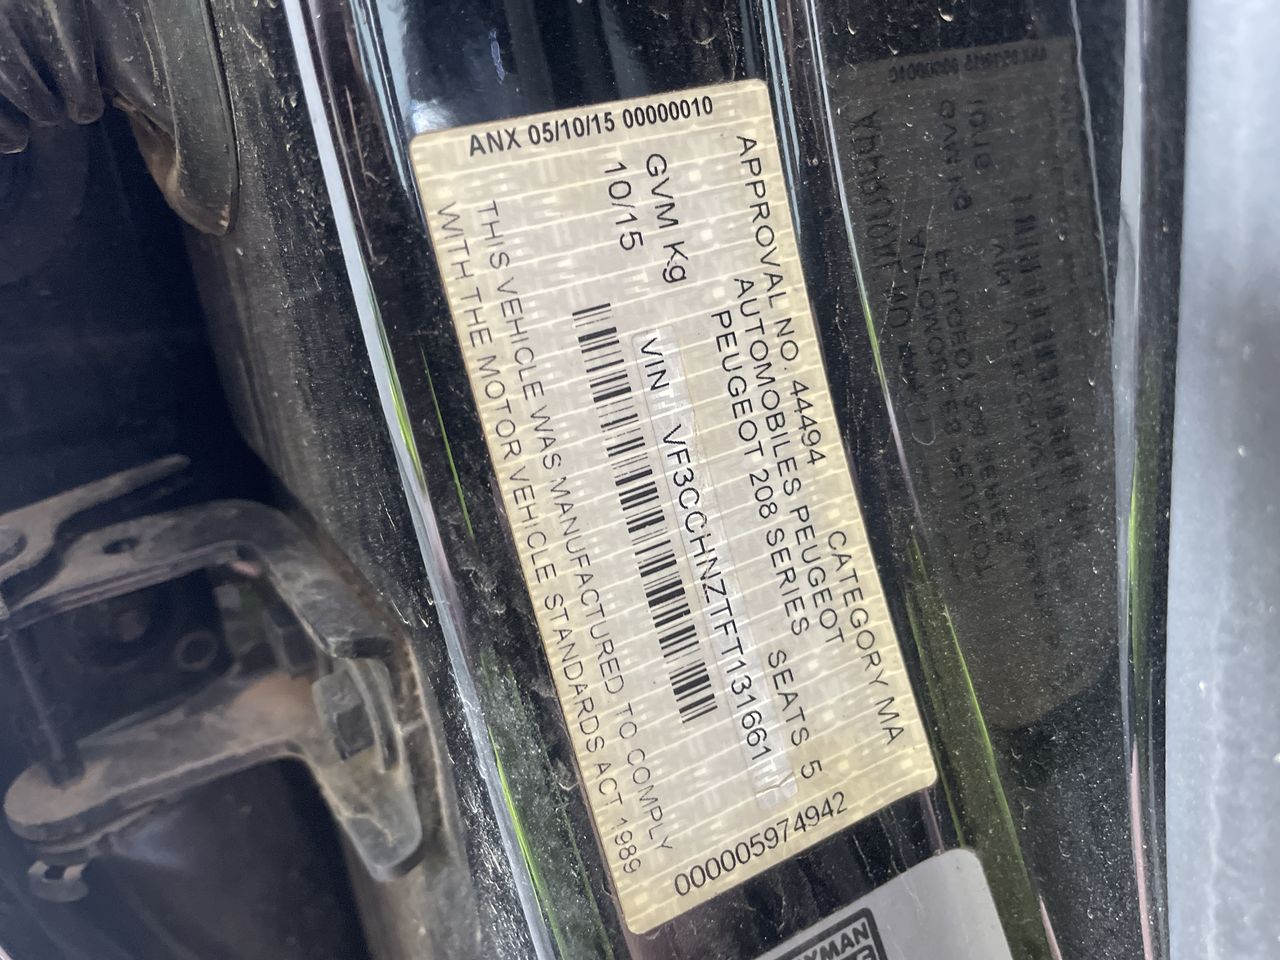 ANX 05/10/15 00000010
APPROVAL NO. 44494 CATEGORY MA
AUTOMOBILES PEUGEOT
PEUGEOT 208 SERIES SEATS 5
GVM Kg
VIN VF3CCHNZTFT131661
10/15
THIS VEHICLE WAS MANUFACTURED TO COMPLY
WITH THE MOTOR VEHICLE STANDARDS ACT 1989
000005974942